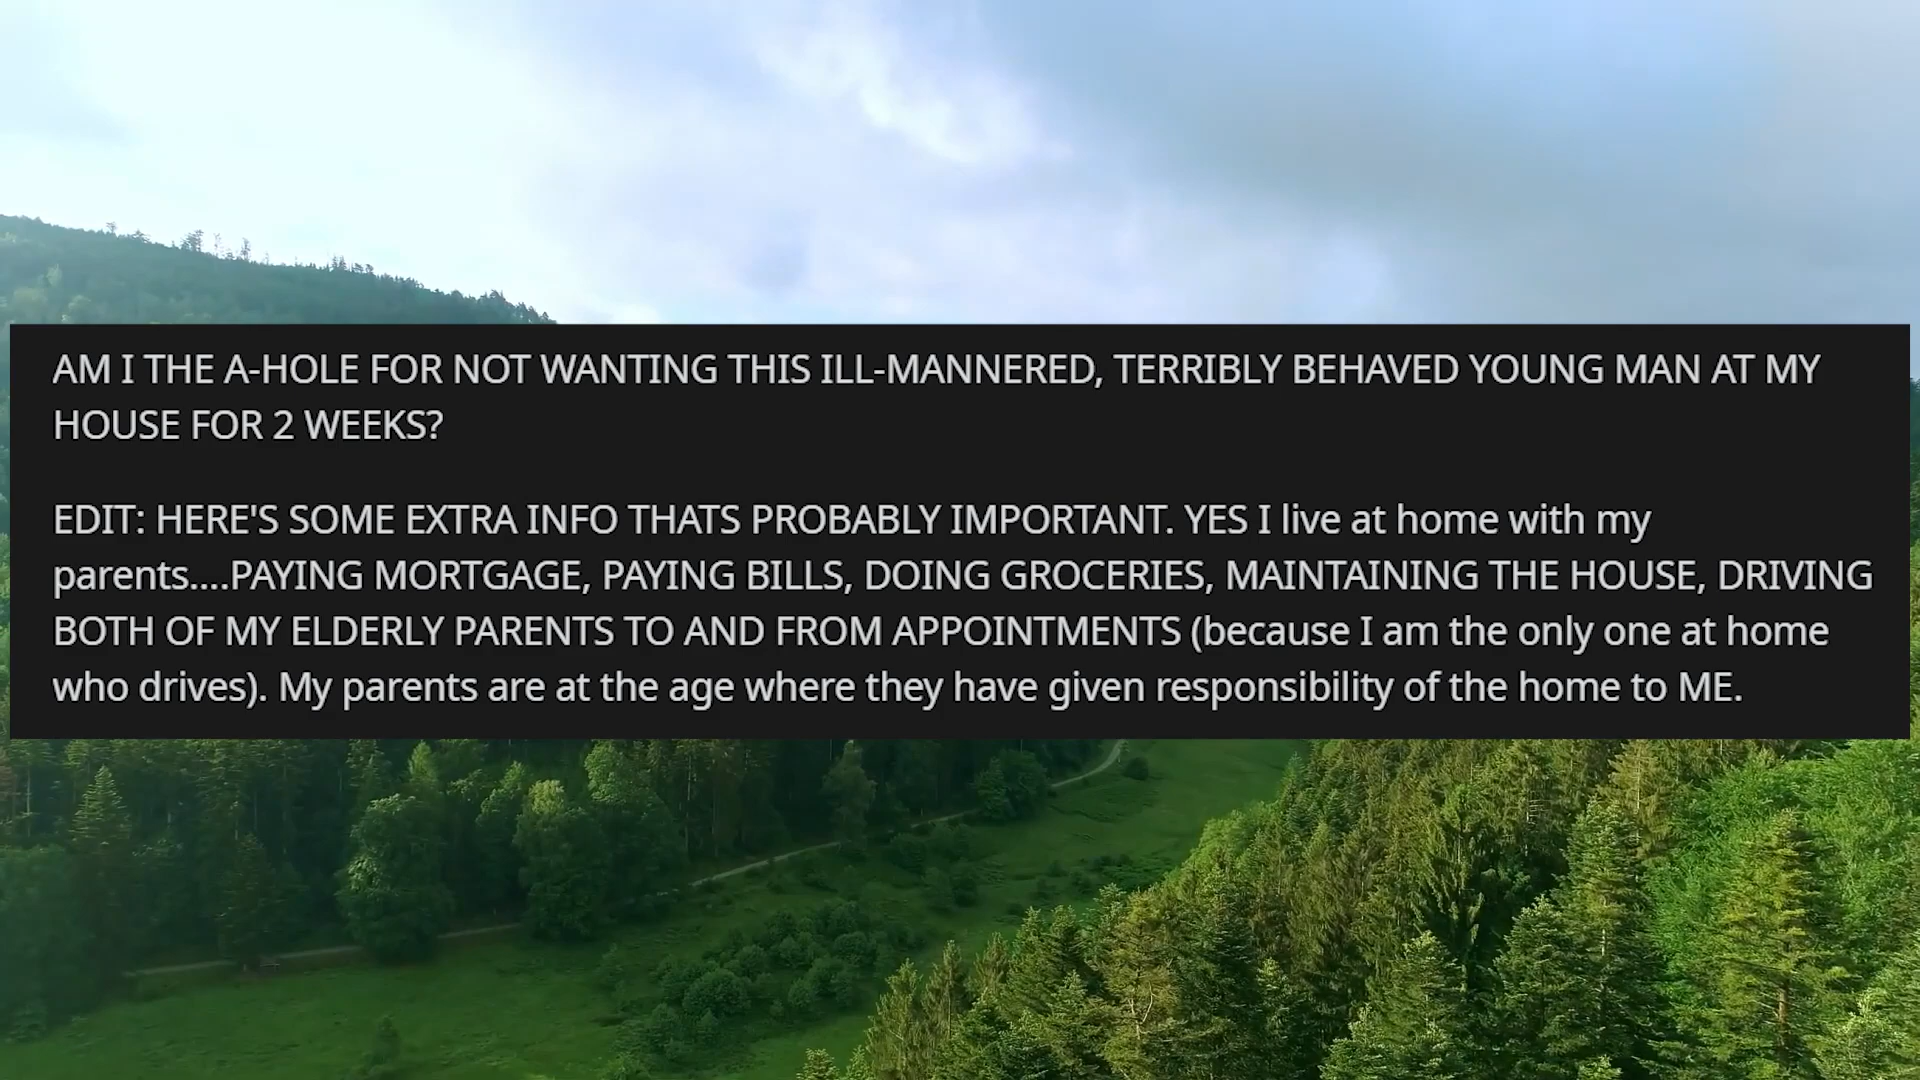 AM I THE A-HOLE FOR NOT WANTING THIS ILL-MANNERED, TERRIBLY BEHAVED YOUNG MAN AT MY
HOUSE FOR 2 WEEKS?
EDIT: HERE'S SOME EXTRA INFO THATS PROBABLY IMPORTANT. YES I live at home with my
parents....PAYING MORTGAGE, PAYING BILLS, DOING GROCERIES, MAINTAINING THE HOUSE, DRIVING
BOTH OF MY ELDERLY PARENTS TO AND FROM APPOINTMENTS (because I am the only one at home
who drives). My parents are at the age where they have given responsibility of the home to ME.